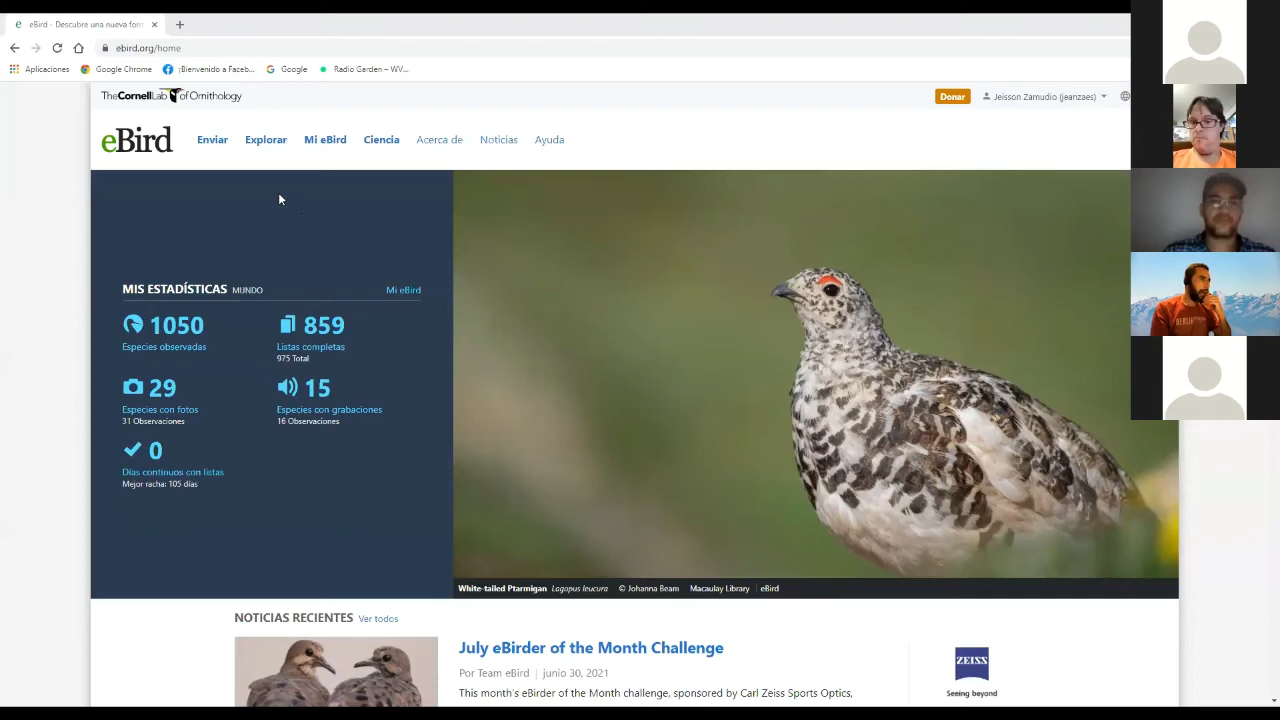 eBird - Descubre una nueva for
ebird.org/home
Aplicaciones
Google Chrome
¡Bienvenido a Faceb...
Google
Radio Garden – WV...
TheCornellLab of Ornithology
Donar
Jeisson Zamudio (jeanzaes)
eBird
Enviar
Explorar
Mi eBird
Ciencia
Acerca de
Noticias
Ayuda
MIS ESTADÍSTICAS MUNDO
Mi eBird
1050
Especies observadas
859
Listas completas
975 Total
29
Especies con fotos
31 Observaciones
15
Especies con grabaciones
16 Observaciones
0
Días continuos con listas
Mejor racha: 105 días
White-tailed Ptarmigan Lagopus leucura © Johanna Beam Macaulay Library eBird
NOTICIAS RECIENTES Ver todos
July eBirder of the Month Challenge
Por Team eBird | junio 30, 2021
This month's eBirder of the Month challenge, sponsored by Carl Zeiss Sports Optics,
ZEISS
Seeing beyond